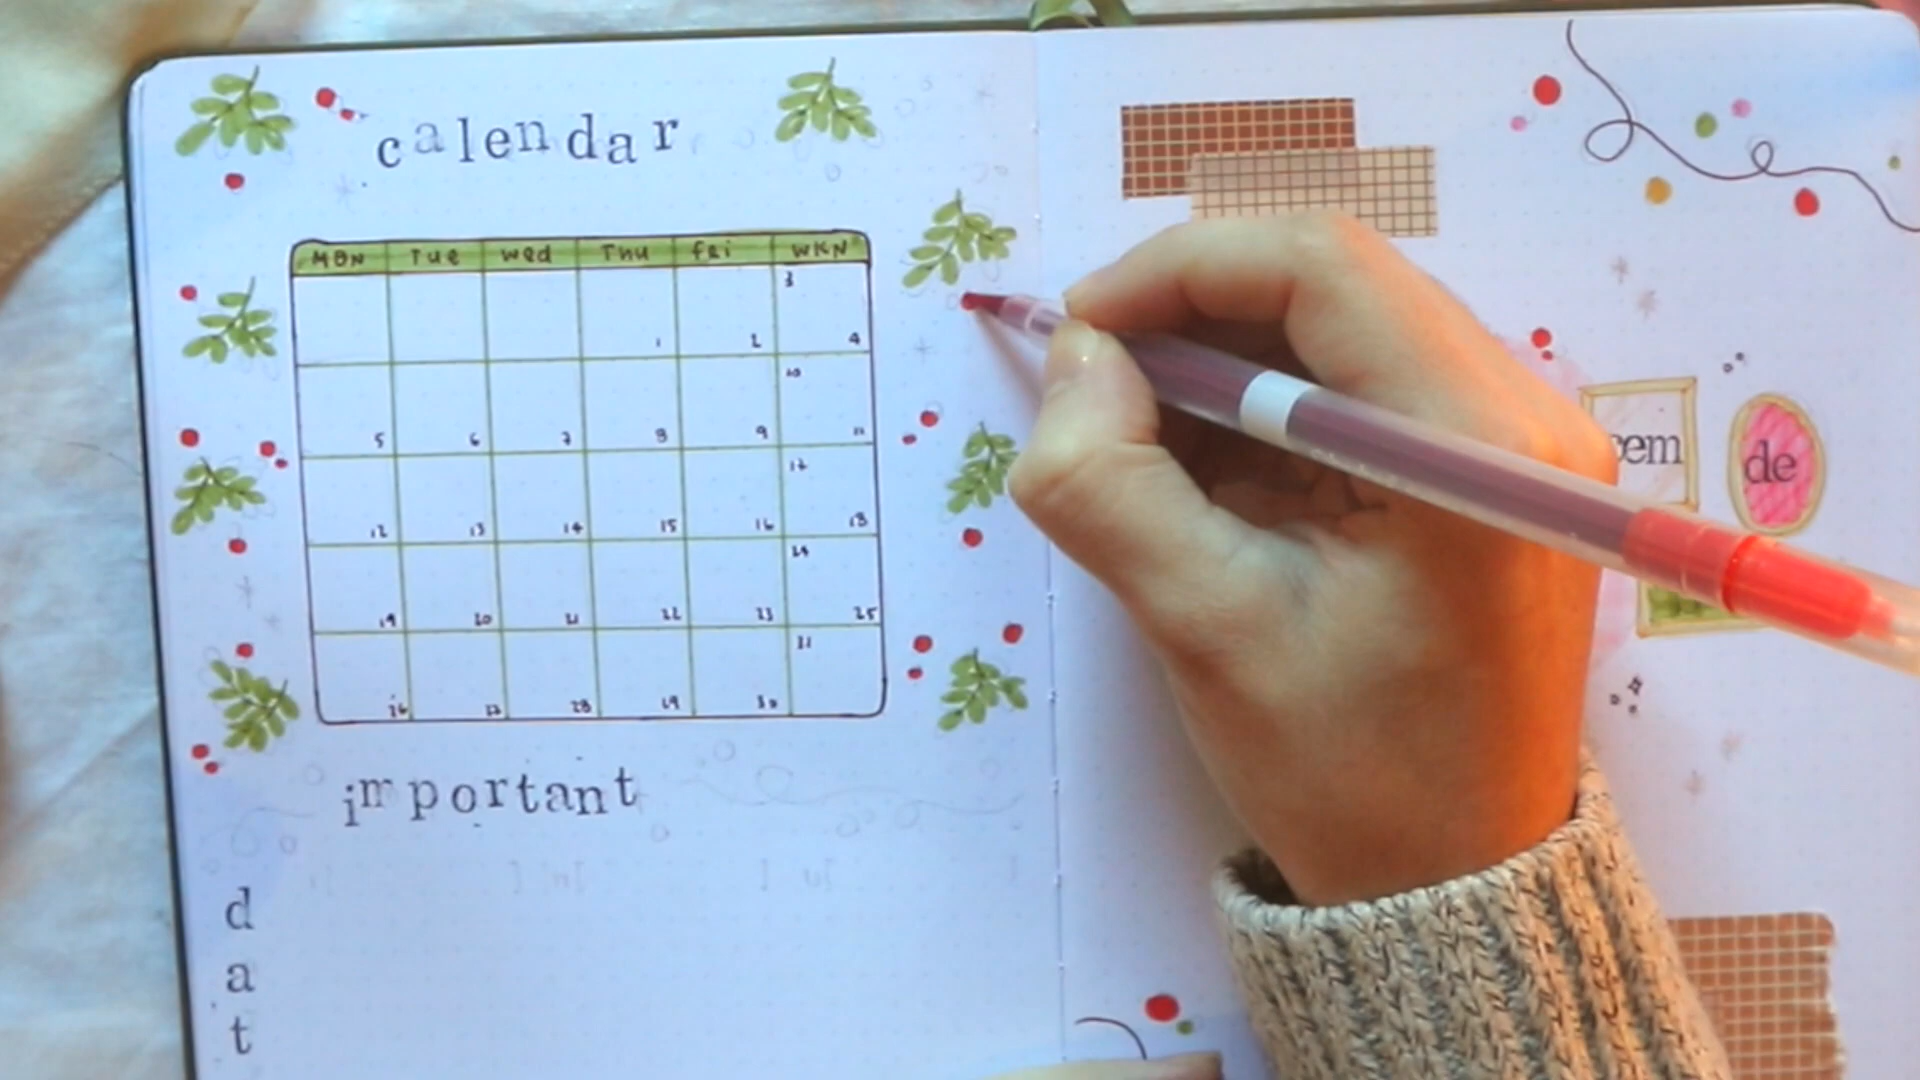 calendar
MON Tue wed Thu fri WKN
3
1 2 4
10
5 6 7 8 9 11
17
12 13 14 15 16 18
24
19 20 21 22 23 25
31
26 27 28 29 30
important
d
a
t
cem
de